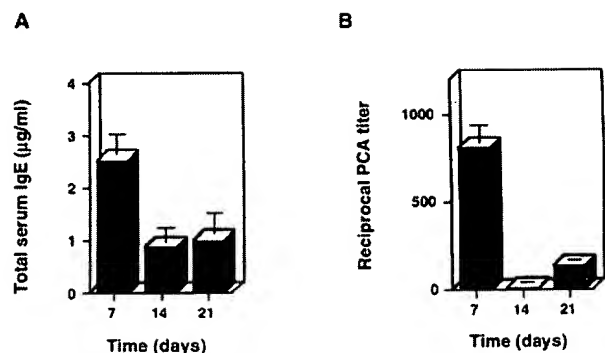 A
Total serum IgE (µg/ml)
4
3
2
1
0
7 14 21
Time (days)
B
Reciprocal PCA titer
1000
500
0
7 14 21
Time (days)